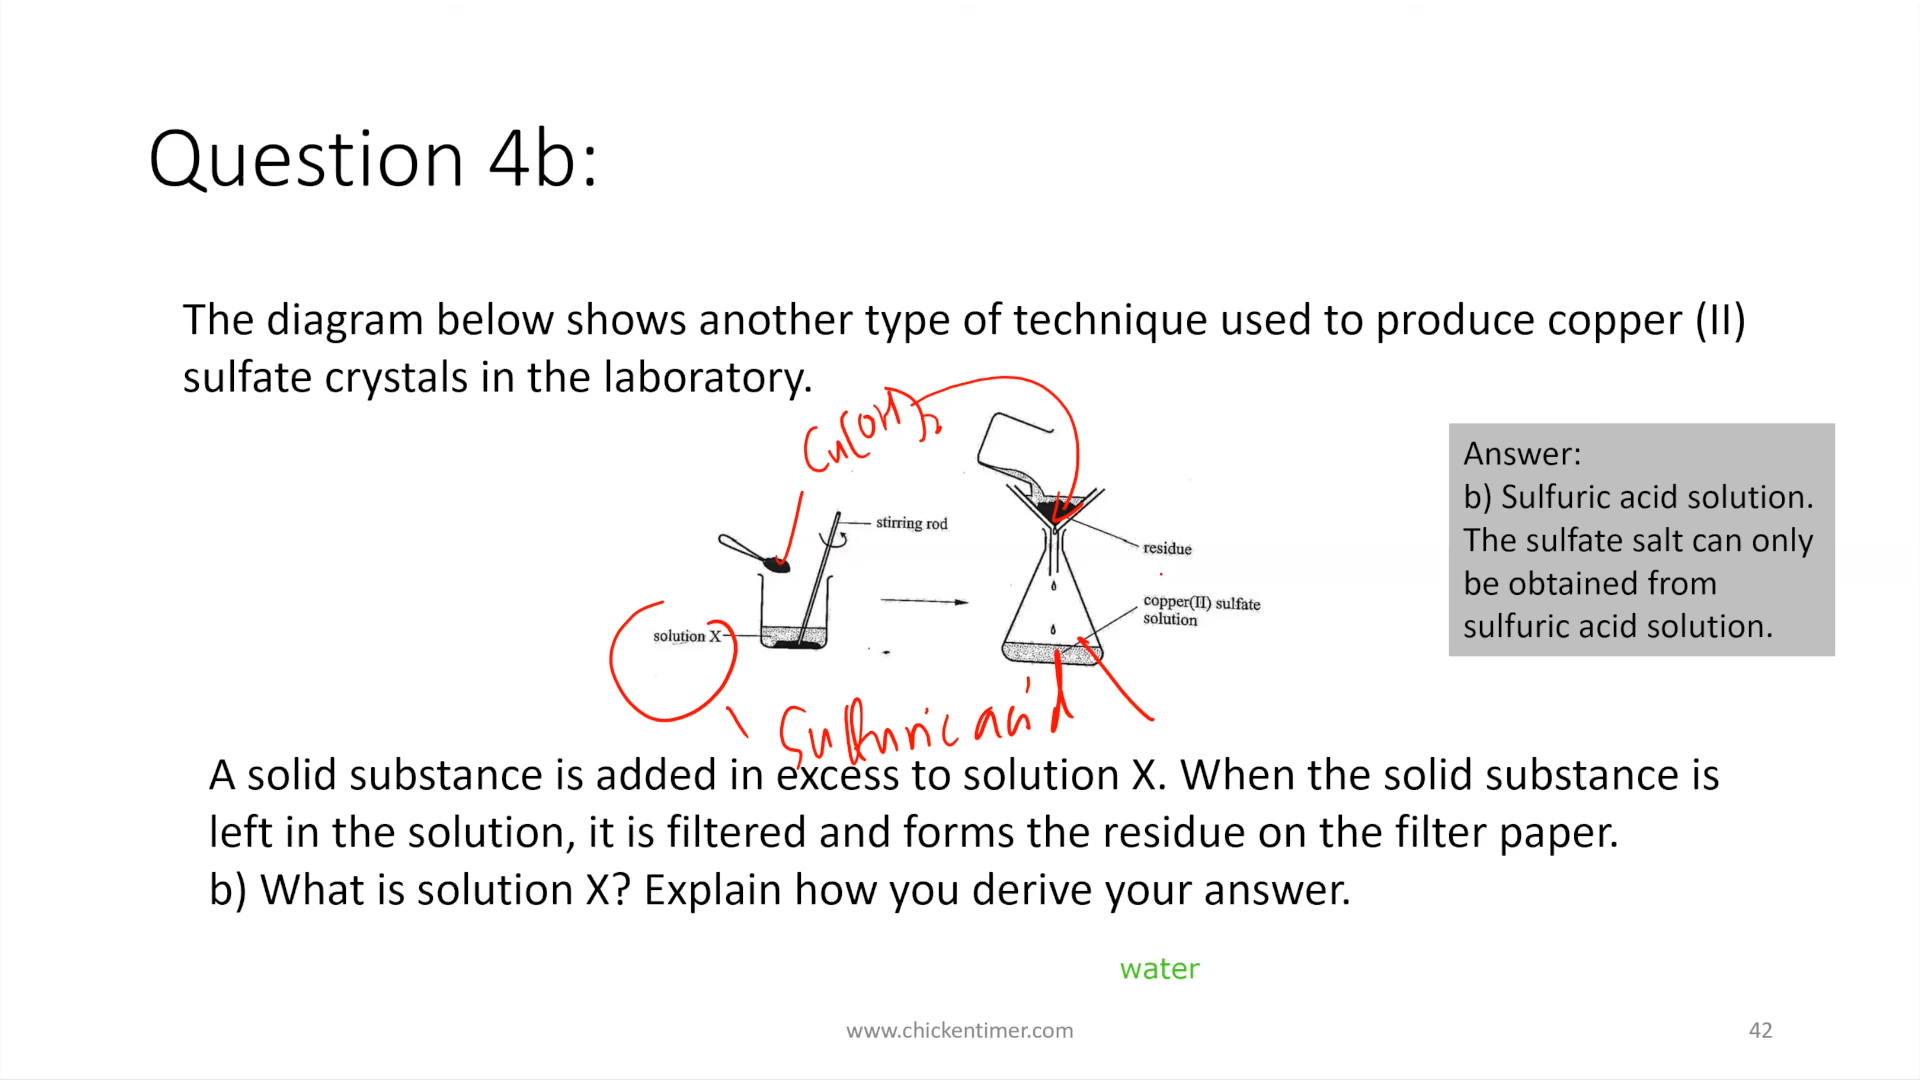 Question 4b:
The diagram below shows another type of technique used to produce copper (II)
sulfate crystals in the laboratory.
Cu(OH)2
stirring rod
solution X
residue
copper(II) sulfate
solution
Answer:
b) Sulfuric acid solution.
The sulfate salt can only
be obtained from
sulfuric acid solution.
Sulfuric acid
A solid substance is added in excess to solution X. When the solid substance is
left in the solution, it is filtered and forms the residue on the filter paper.
b) What is solution X? Explain how you derive your answer.
water
www.chickentimer.com
42